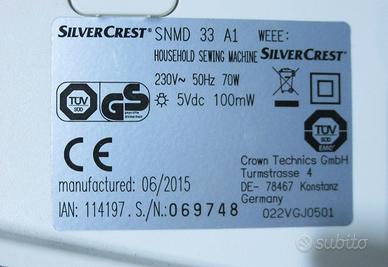 SILVERCREST® SNMD 33 A1 WEEE:
HOUSEHOLD SEWING MACHINE SILVERCREST®
230V~ 50Hz 70W
5Vdc 100mW
TÜV SÜD
GS
TÜV SÜD
EMC
CE
Crown Technics GmbH
Turmstrasse 4
DE- 78467 Konstanz
Germany
manufactured: 06/2015
IAN: 114197. S./N.: 069748
022VGJ0501
subito